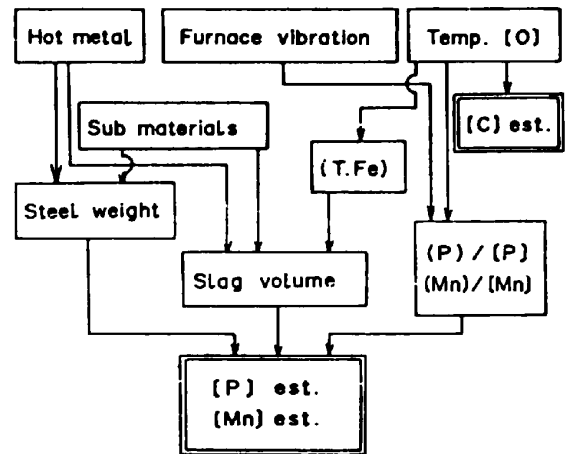 Hot metal
Furnace vibration
Temp. [O]
Sub materials
[C] est.
(T.Fe)
Steel weight
(P) / [P]
(Mn)/[Mn]
Slag volume
[P] est.
[Mn] est.